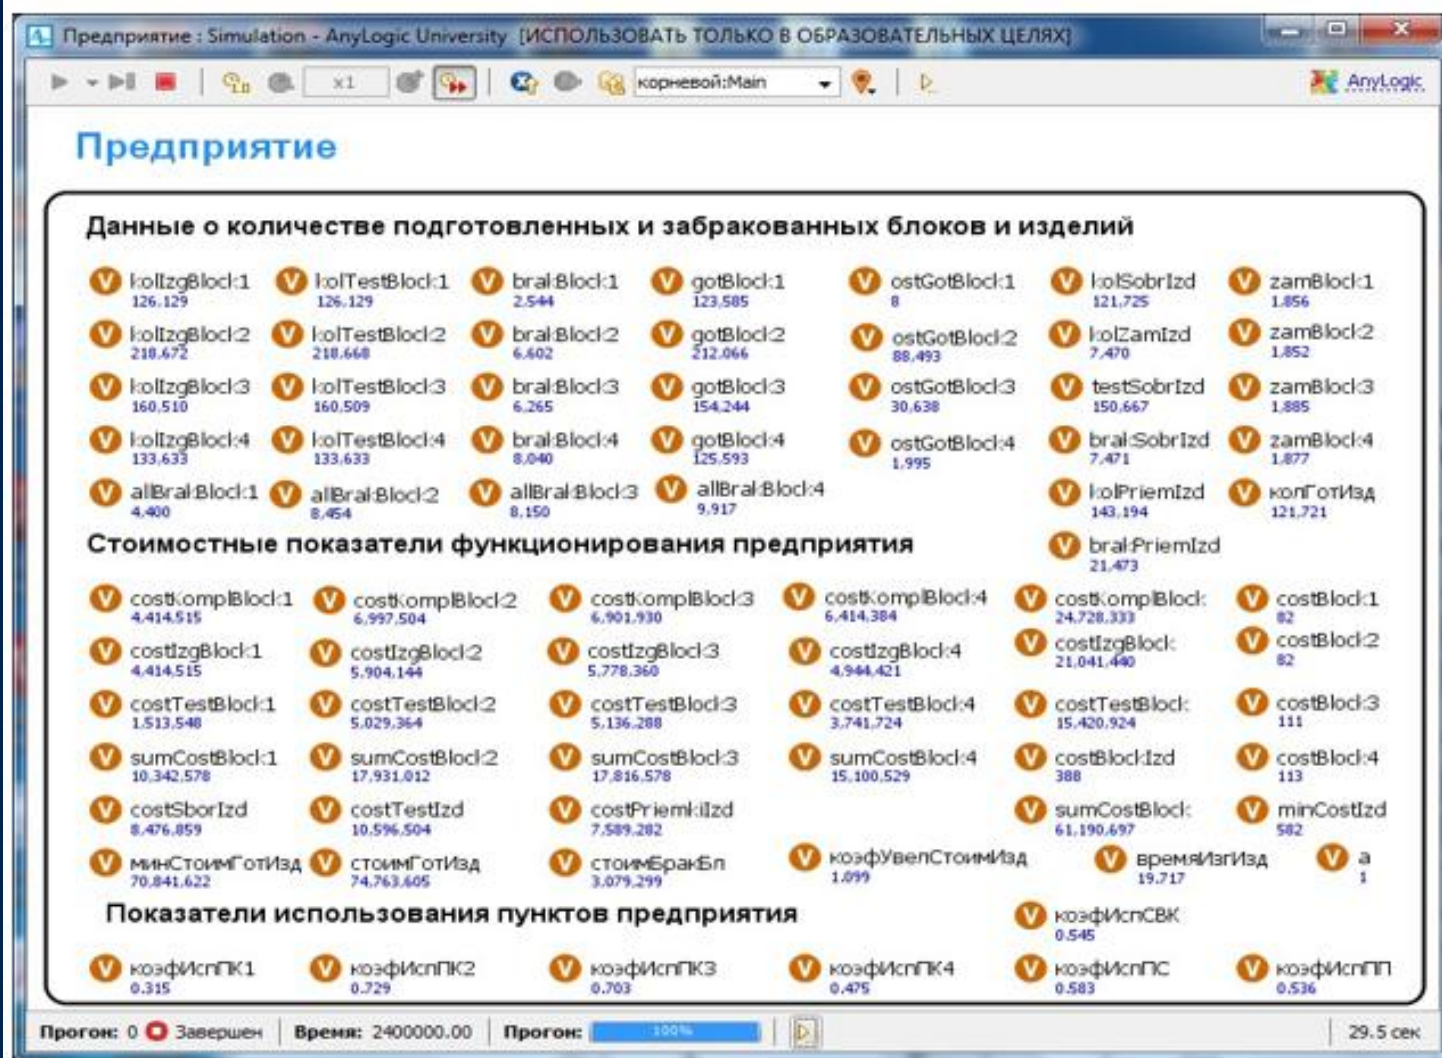 Предприятие : Simulation - AnyLogic University [ИСПОЛЬЗОВАТЬ ТОЛЬКО В ОБРАЗОВАТЕЛЬНЫХ ЦЕЛЯХ]
x1 корневой:Main AnyLogic
Предприятие
Данные о количестве подготовленных и забракованных блоков и изделий
V kolIzgBlock1 V kolTestBlock1 V brakBlock1 V gotBlock1 V ostGotBlock1 V kolSobrIzd V zamBlock1
126,129 126,129 2,544 123,585 8 121,725 1,856
V kolIzgBlock2 V kolTestBlock2 V brakBlock2 V gotBlock2 V ostGotBlock2 V kolZamIzd V zamBlock2
218,672 218,668 6,602 212,066 88,493 7,470 1,852
V kolIzgBlock3 V kolTestBlock3 V brakBlock3 V gotBlock3 V ostGotBlock3 V testSobrIzd V zamBlock3
160,510 160,509 6,265 154,244 30,638 150,667 1,885
V kolIzgBlock4 V kolTestBlock4 V brakBlock4 V gotBlock4 V ostGotBlock4 V brakSobrIzd V zamBlock4
133,633 133,633 8,040 125,593 1,995 7,471 1,877
V allBrakBlock1 V allBrakBlock2 V allBrakBlock3 V allBrakBlock4 V kolPriemIzd V колГотИзд
4,400 8,454 8,150 9,917 143,194 121,721
Стоимостные показатели функционирования предприятия V brakPriemIzd
21,473
V costKomplBlock1 V costKomplBlock2 V costKomplBlock3 V costKomplBlock4 V costKomplBlock V costBlock1
4,414,515 6,997,504 6,901,930 6,414,384 24,728,333 82
V costIzgBlock1 V costIzgBlock2 V costIzgBlock3 V costIzgBlock4 V costIzgBlock V costBlock2
4,414,515 5,904,144 5,778,360 4,944,421 21,041,440 82
V costTestBlock1 V costTestBlock2 V costTestBlock3 V costTestBlock4 V costTestBlock V costBlock3
1,513,548 5,029,364 5,136,288 3,741,724 15,420,924 111
V sumCostBlock1 V sumCostBlock2 V sumCostBlock3 V sumCostBlock4 V costBlockIzd V costBlock4
10,342,578 17,931,012 17,816,578 15,100,529 388 113
V costSborIzd V costTestIzd V costPriemkiIzd V sumCostBlock V minCostIzd
8,476,859 10,596,504 7,589,282 61,190,697 582
V минСтоимГотИзд V стоимГотИзд V стоимБракБл V коэфУвелСтоимИзд V времяИзгИзд V a
70,841,622 74,763,605 3,079,299 1.099 19.717 1
Показатели использования пунктов предприятия V коэфИспСВК
0.545
V коэфИспПК1 V коэфИспПК2 V коэфИспПК3 V коэфИспПК4 V коэфИспПС V коэфИспПП
0.315 0.729 0.703 0.475 0.583 0.536
Прогон: 0 Завершен Время: 2400000.00 Прогон: 100% 29.5 сек